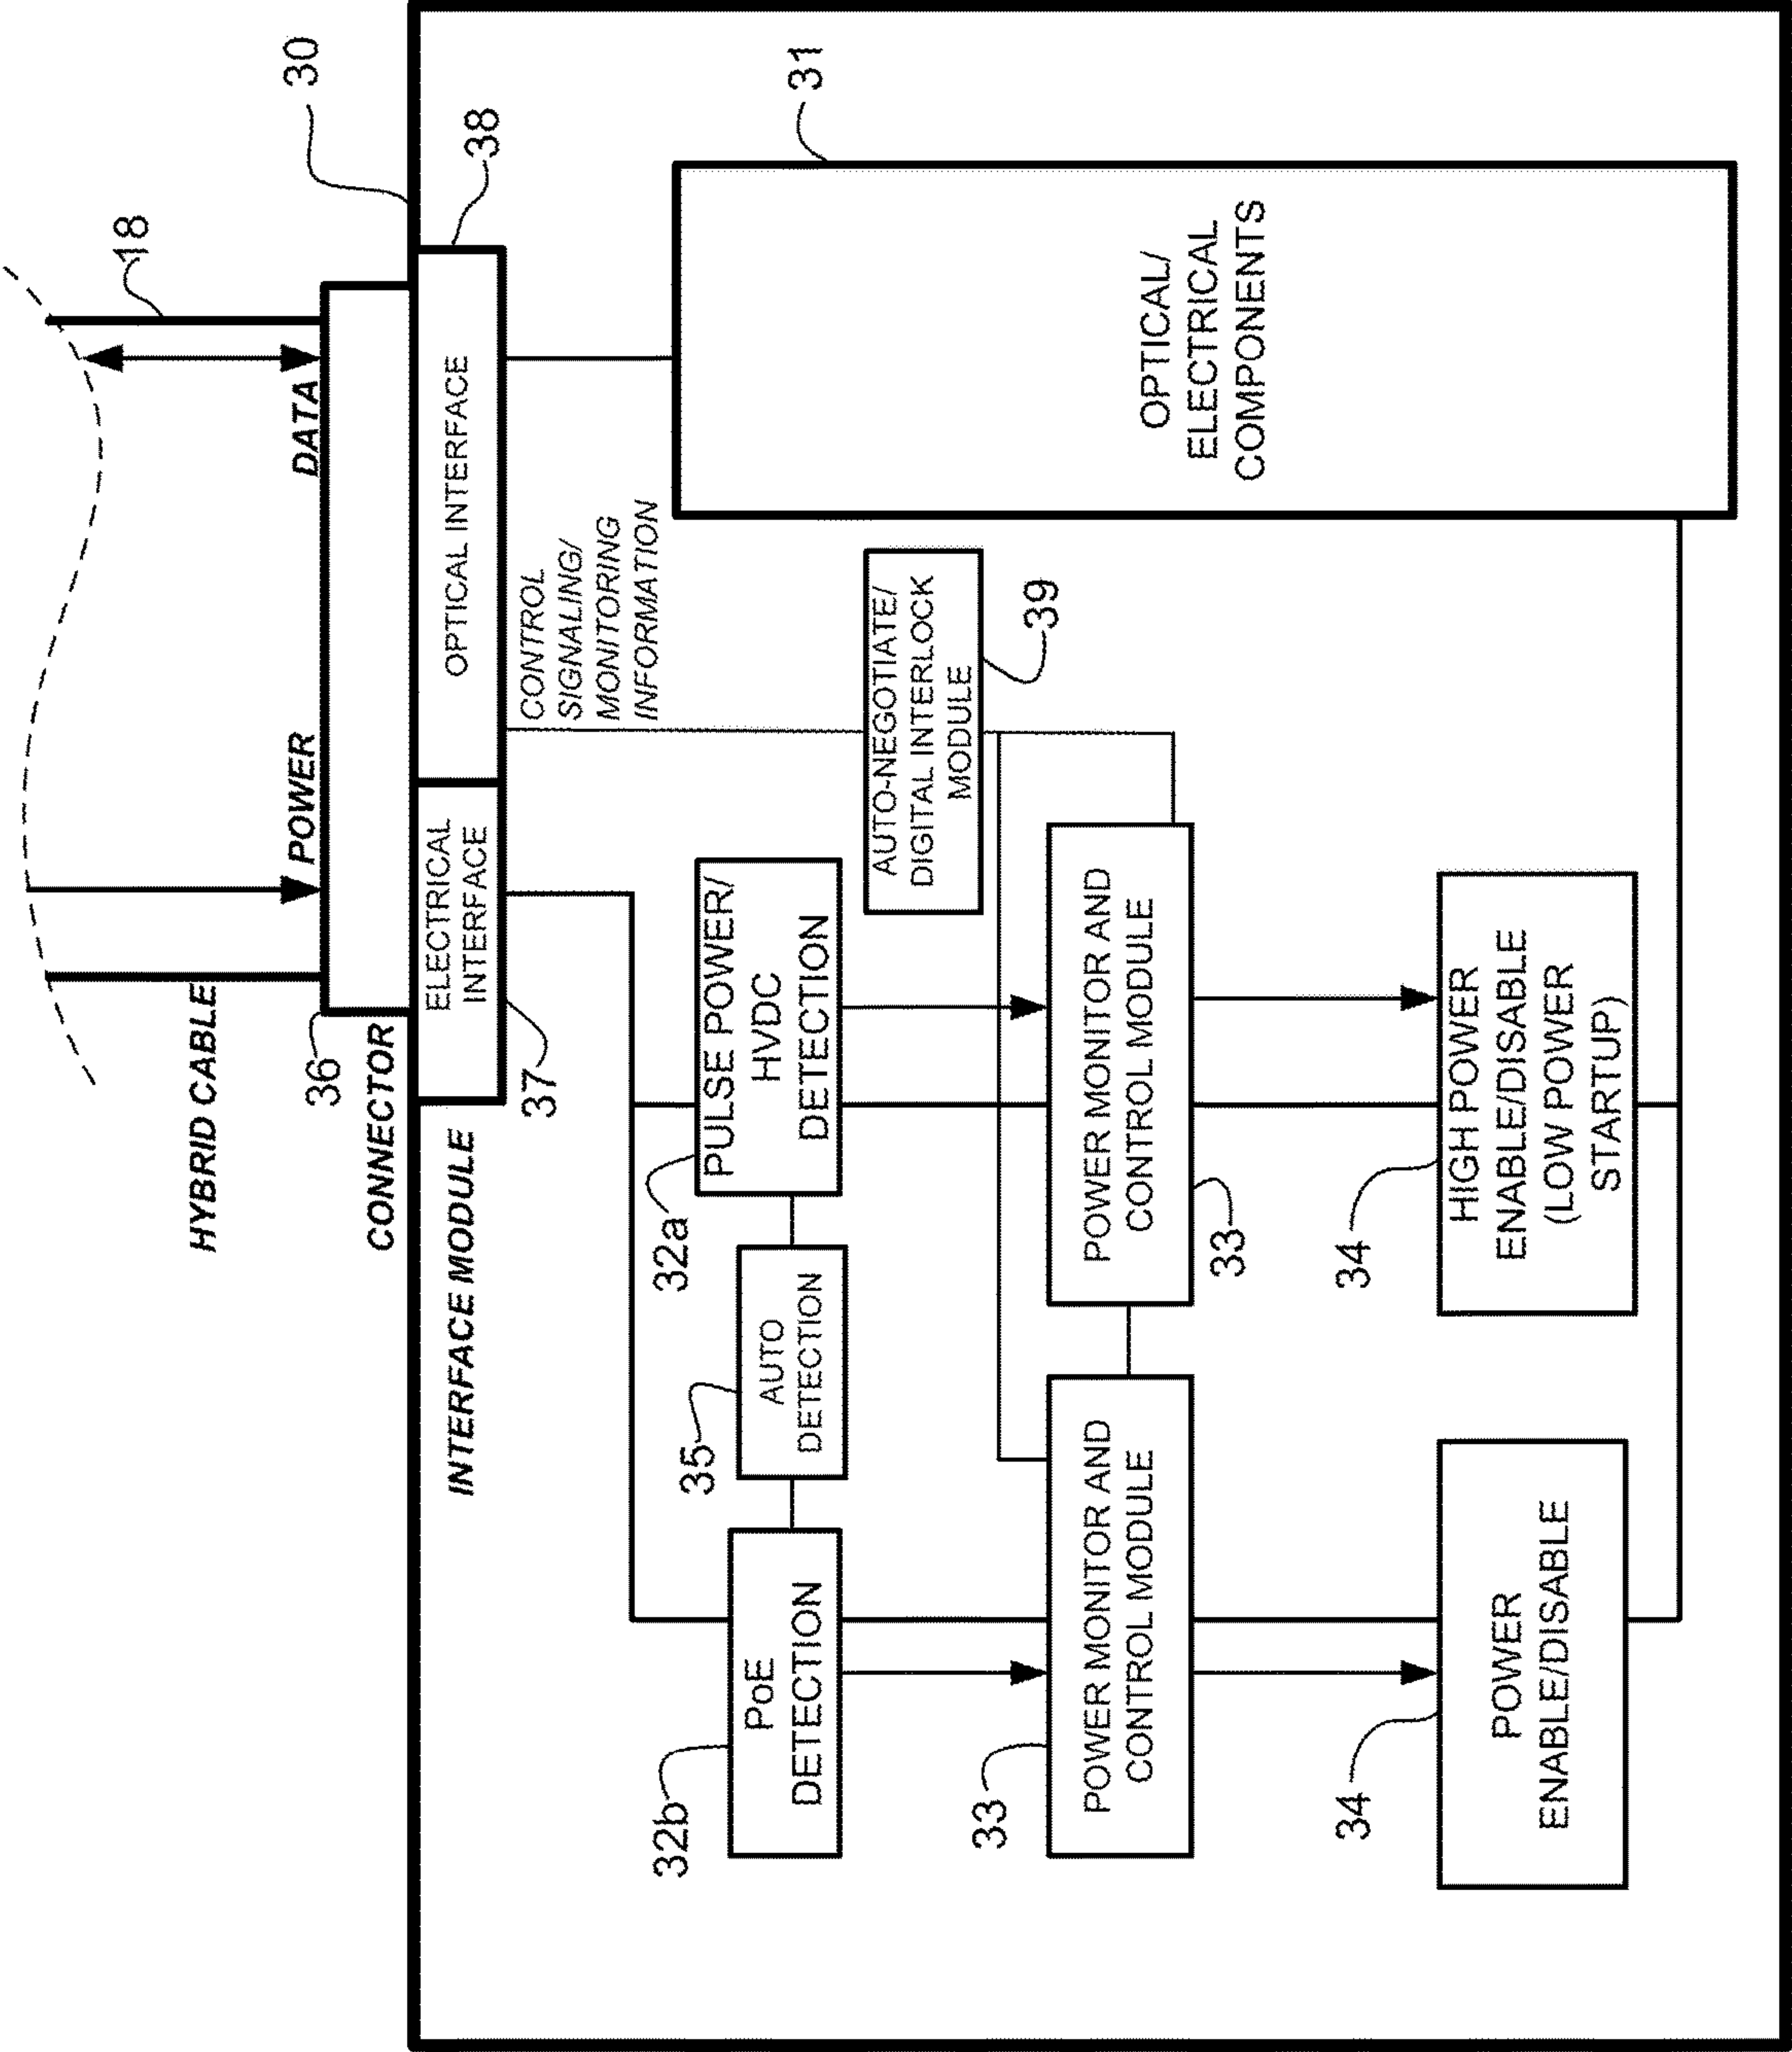 HYBRID CABLE
18
POWER
DATA
36
CONNECTOR
30
INTERFACE MODULE
ELECTRICAL
INTERFACE
37
OPTICAL INTERFACE
38
CONTROL
SIGNALING/
MONITORING
INFORMATION
31
OPTICAL/
ELECTRICAL
COMPONENTS
32b
PoE
DETECTION
35
AUTO
DETECTION
32a
PULSE POWER/
HVDC
DETECTION
AUTO-NEGOTIATE/
DIGITAL INTERLOCK
MODULE
39
33
POWER MONITOR AND
CONTROL MODULE
POWER MONITOR AND
CONTROL MODULE
33
34
POWER
ENABLE/DISABLE
34
HIGH POWER
ENABLE/DISABLE
(LOW POWER
STARTUP)